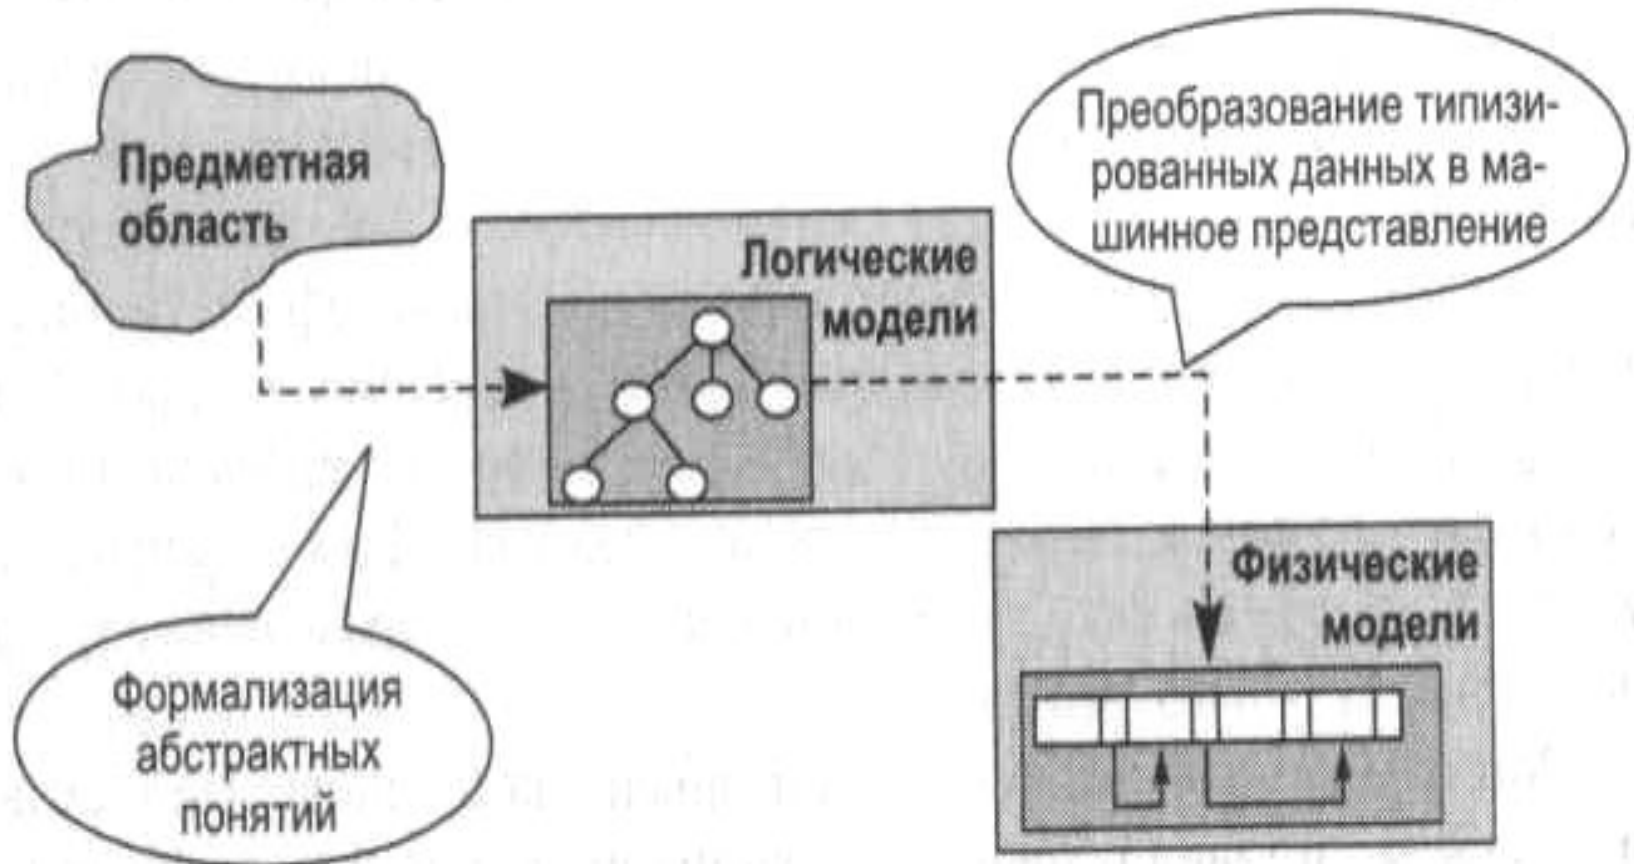 Предметная
область
Логические
модели
Преобразование типизи-
рованных данных в ма-
шинное представление
Формализация
абстрактных
понятий
Физические
модели